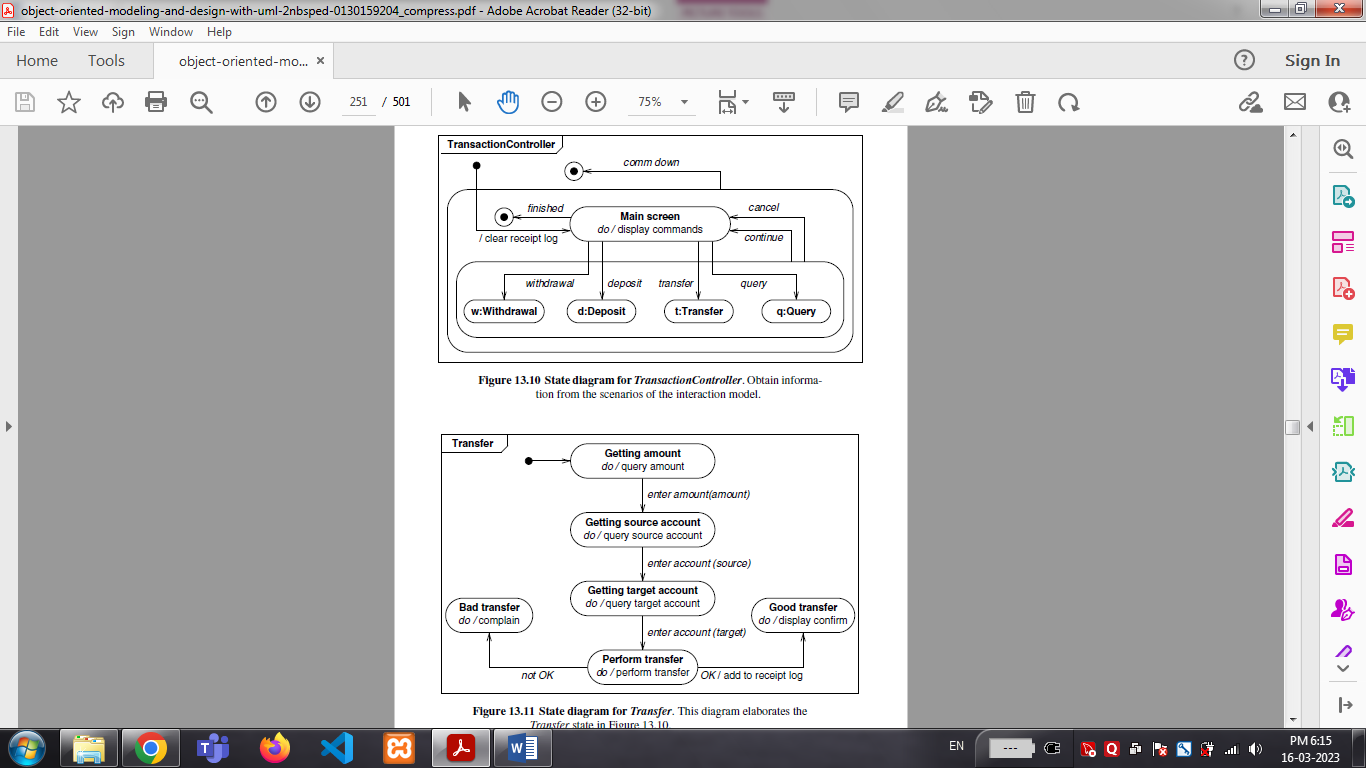 object-oriented-modeling-and-design-with-uml-2nbsped-0130159204_compress.pdf - Adobe Acrobat Reader (32-bit)
File Edit View Sign Window Help
Home Tools object-oriented-mo... × Sign In
251 / 501 75%
TransactionController
comm down
finished
Main screen
do / display commands
cancel
/ clear receipt log
continue
withdrawal deposit transfer query
w:Withdrawal d:Deposit t:Transfer q:Query
Figure 13.10 State diagram for TransactionController. Obtain informa-
tion from the scenarios of the interaction model.
Transfer
Getting amount
do / query amount
enter amount(amount)
Getting source account
do / query source account
enter account (source)
Getting target account
do / query target account
Bad transfer
do / complain
Good transfer
do / display confirm
enter account (target)
Perform transfer
do / perform transfer
not OK
OK / add to receipt log
Figure 13.11 State diagram for Transfer. This diagram elaborates the
Transfer state in Figure 13.10.
EN
PM 6:15
16-03-2023